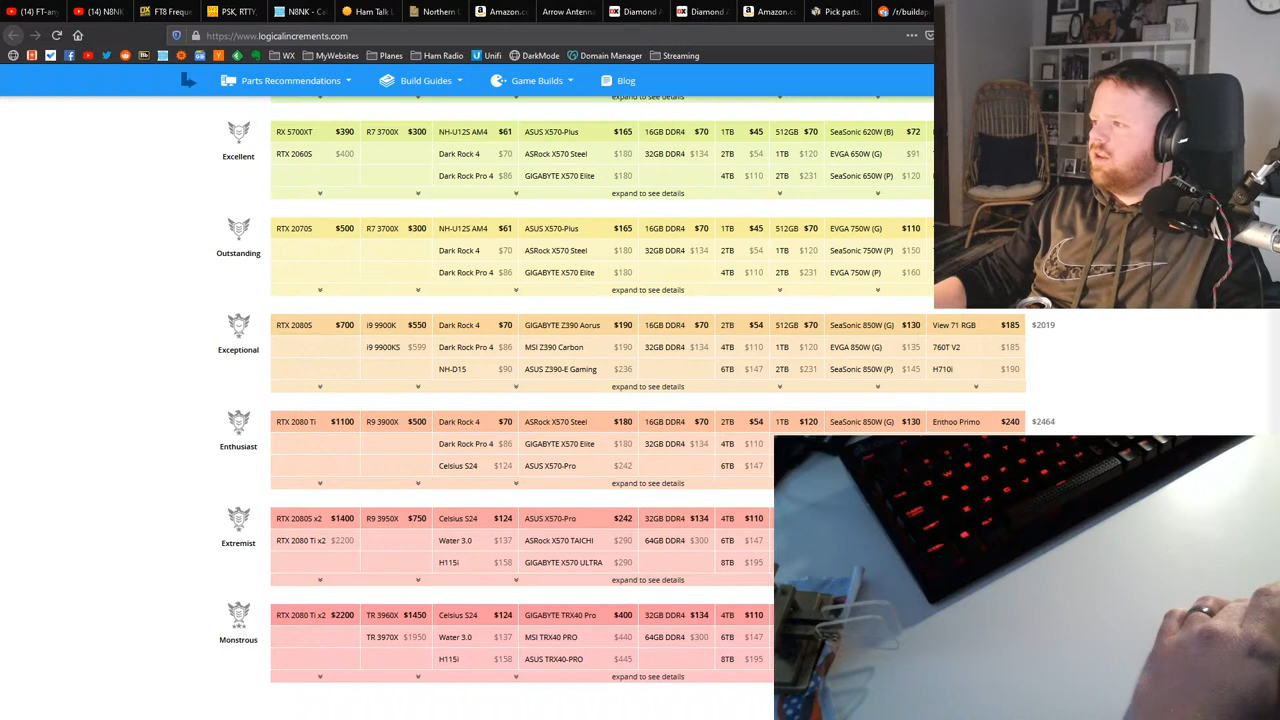 (14) FT-any
(14) N8NK
FT8 Freque
PSK, RTTY,
N8NK - Ca
Ham Talk L
Northern L
Amazon.co
Arrow Antenna
Diamond A
Diamond A
Amazon.co
Pick parts.
/r/buildap
https://www.logicalincrements.com
WX MyWebsites Planes Ham Radio Unifi DarkMode Domain Manager Streaming
Parts Recommendations Build Guides Game Builds Blog
expand to see details
RX 5700XT $390 R7 3700X $300 NH-U12S AM4 $61 ASUS X570-Plus $165 16GB DDR4 $70 1TB $45 512GB $70 SeaSonic 620W (B) $72
Excellent
RTX 2060S $400 Dark Rock 4 $70 ASRock X570 Steel $180 32GB DDR4 $134 2TB $54 1TB $120 EVGA 650W (G) $91
Dark Rock Pro 4 $86 GIGABYTE X570 Elite $180 4TB $110 2TB $231 SeaSonic 650W (P) $120
expand to see details
RTX 2070S $500 R7 3700X $300 NH-U12S AM4 $61 ASUS X570-Plus $165 16GB DDR4 $70 1TB $45 512GB $70 EVGA 750W (G) $110
Outstanding
Dark Rock 4 $70 ASRock X570 Steel $180 32GB DDR4 $134 2TB $54 1TB $120 SeaSonic 750W (P) $150
Dark Rock Pro 4 $86 GIGABYTE X570 Elite $180 4TB $110 2TB $231 EVGA 750W (P) $160
expand to see details
RTX 2080S $700 i9 9900K $550 Dark Rock 4 $70 GIGABYTE Z390 Aorus $190 16GB DDR4 $70 2TB $54 512GB $70 SeaSonic 850W (G) $130 View 71 RGB $185 $2019
Exceptional
i9 9900KS $599 Dark Rock Pro 4 $86 MSI Z390 Carbon $190 32GB DDR4 $134 4TB $110 1TB $120 EVGA 850W (G) $135 760T V2 $185
NH-D15 $90 ASUS Z390-E Gaming $236 6TB $147 2TB $231 SeaSonic 850W (P) $145 H710i $190
expand to see details
RTX 2080 Ti $1100 R9 3900X $500 Dark Rock 4 $70 ASRock X570 Steel $180 16GB DDR4 $70 2TB $54 1TB $120 SeaSonic 850W (G) $130 Enthoo Primo $240 $2464
Enthusiast
Dark Rock Pro 4 $86 GIGABYTE X570 Elite $180 32GB DDR4 $134 4TB $110
Celsius S24 $124 ASUS X570-Pro $242 6TB $147
expand to see details
RTX 2080S x2 $1400 R9 3950X $750 Celsius S24 $124 ASUS X570-Pro $242 32GB DDR4 $134 4TB $110
Extremist
RTX 2080 Ti x2 $2200 Water 3.0 $137 ASRock X570 TAICHI $290 64GB DDR4 $300 6TB $147
H115i $158 GIGABYTE X570 ULTRA $290 8TB $195
expand to see details
RTX 2080 Ti x2 $2200 TR 3960X $1450 Celsius S24 $124 GIGABYTE TRX40 Pro $400 32GB DDR4 $134 4TB $110
Monstrous
TR 3970X $1950 Water 3.0 $137 MSI TRX40 PRO $440 64GB DDR4 $300 6TB $147
H115i $158 ASUS TRX40-PRO $445 8TB $195
expand to see details